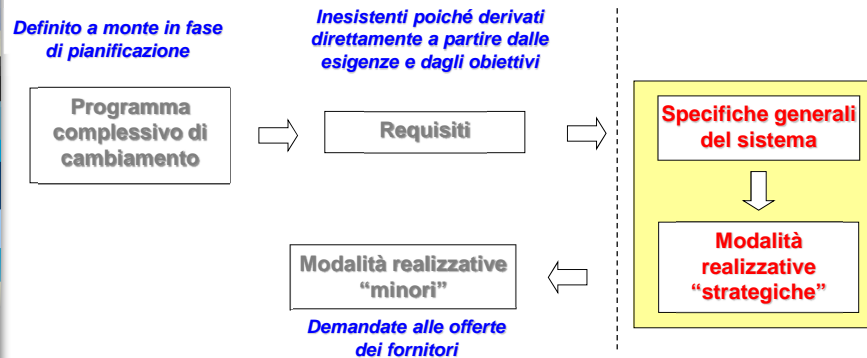 Definito a monte in fase
di pianificazione
Inesistenti poiché derivati
direttamente a partire dalle
esigenze e dagli obiettivi
Programma
complessivo di
cambiamento
Requisiti
Specifiche generali
del sistema
Modalità
realizzative
“strategiche”
Modalità realizzative
“minori”
Demandate alle offerte
dei fornitori